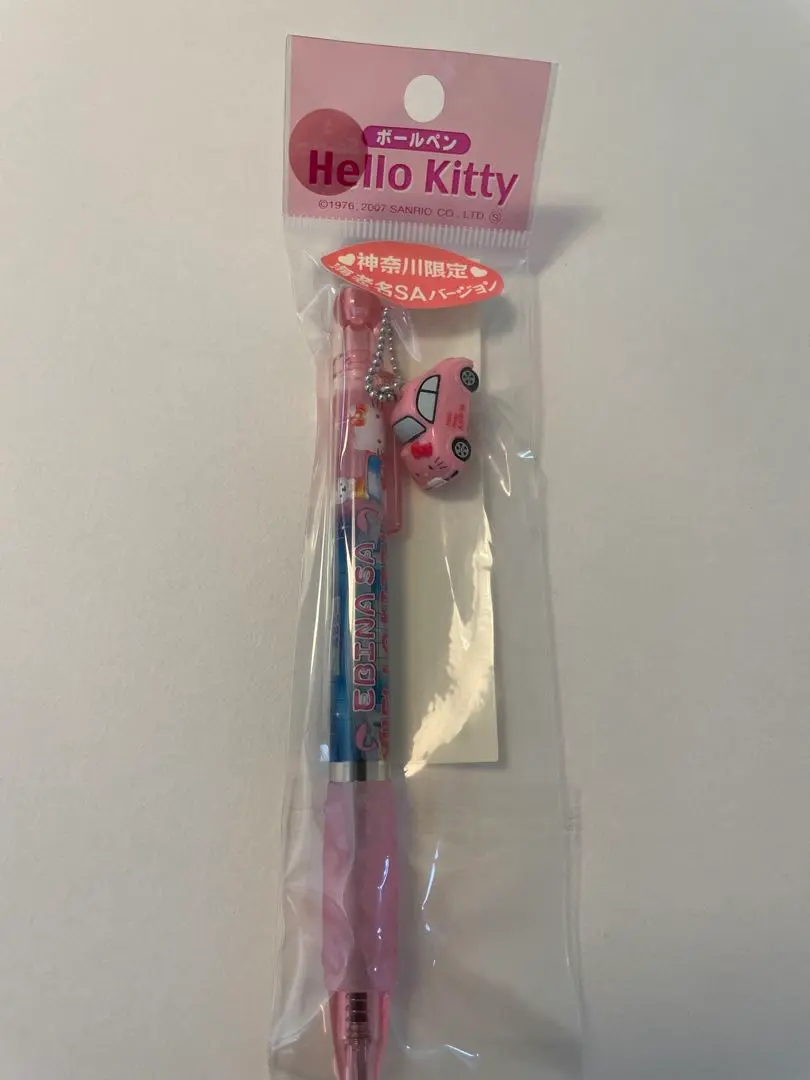 ボールペン
Hello Kitty
©1976, 2007 SANRIO CO., LTD. Ⓢ
神奈川限定
海老名SAバージョン
EBINA SA